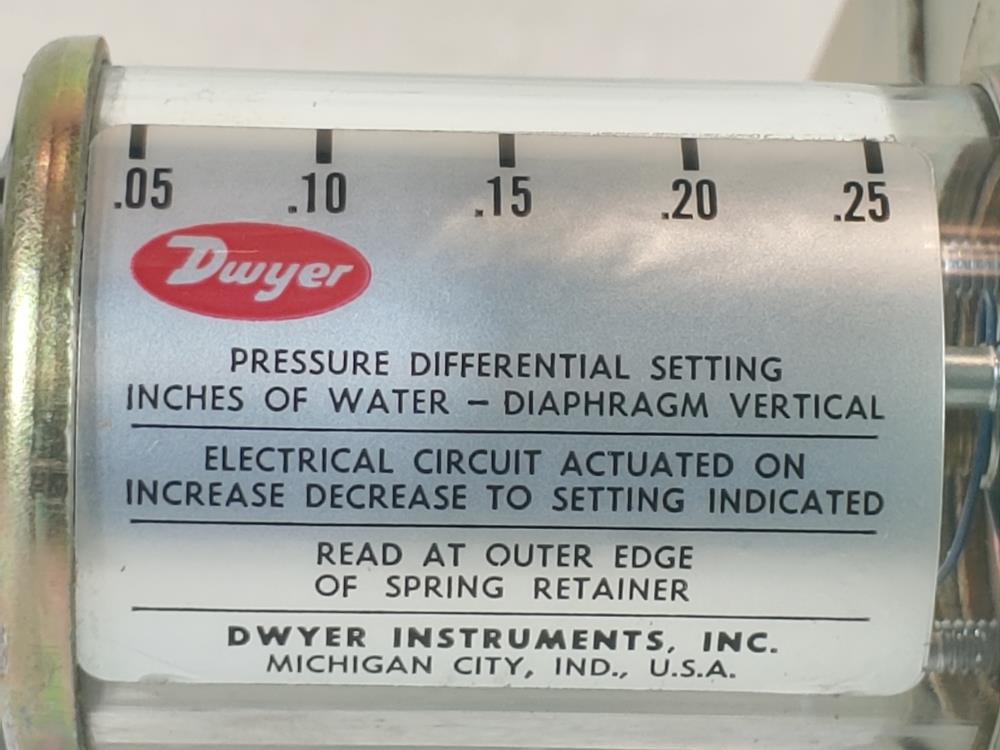 .05 .10 .15 .20 .25
Dwyer
PRESSURE DIFFERENTIAL SETTING
INCHES OF WATER – DIAPHRAGM VERTICAL
ELECTRICAL CIRCUIT ACTUATED ON
INCREASE DECREASE TO SETTING INDICATED
READ AT OUTER EDGE
OF SPRING RETAINER
DWYER INSTRUMENTS, INC.
MICHIGAN CITY, IND., U.S.A.